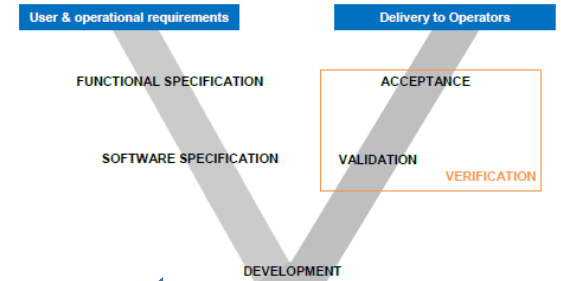 User & operational requirements
Delivery to Operators
FUNCTIONAL SPECIFICATION
ACCEPTANCE
SOFTWARE SPECIFICATION
VALIDATION
VERIFICATION
DEVELOPMENT